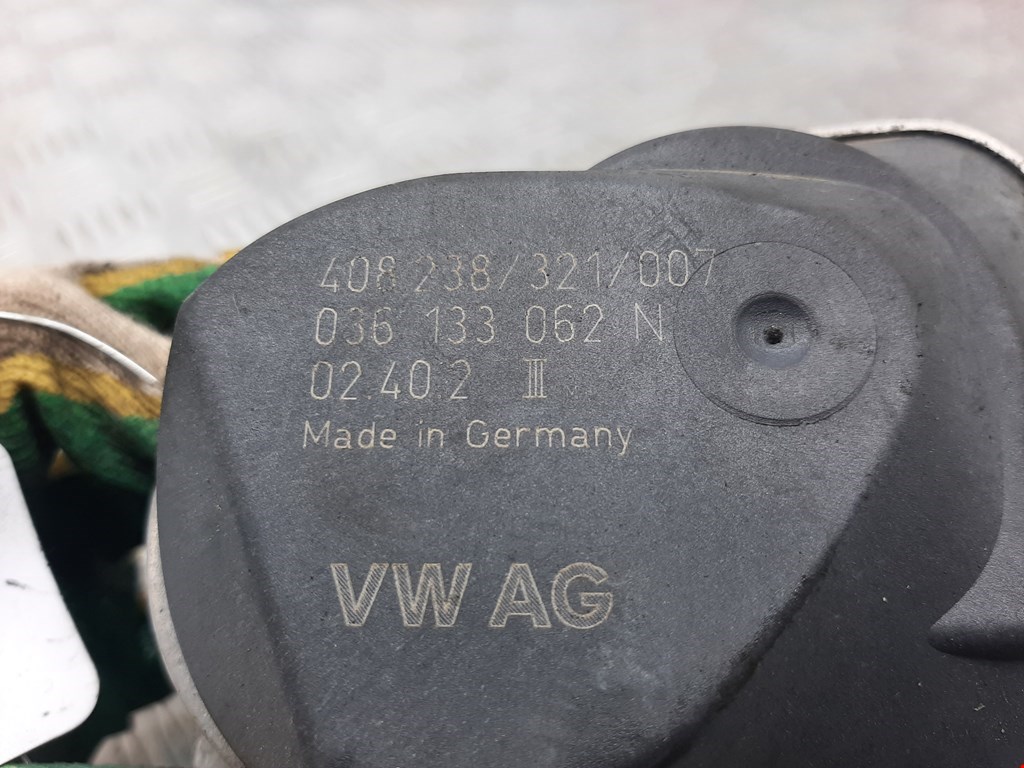 408 238/321/007
036 133 062 N
02.40.2 III
Made in Germany
VW AG